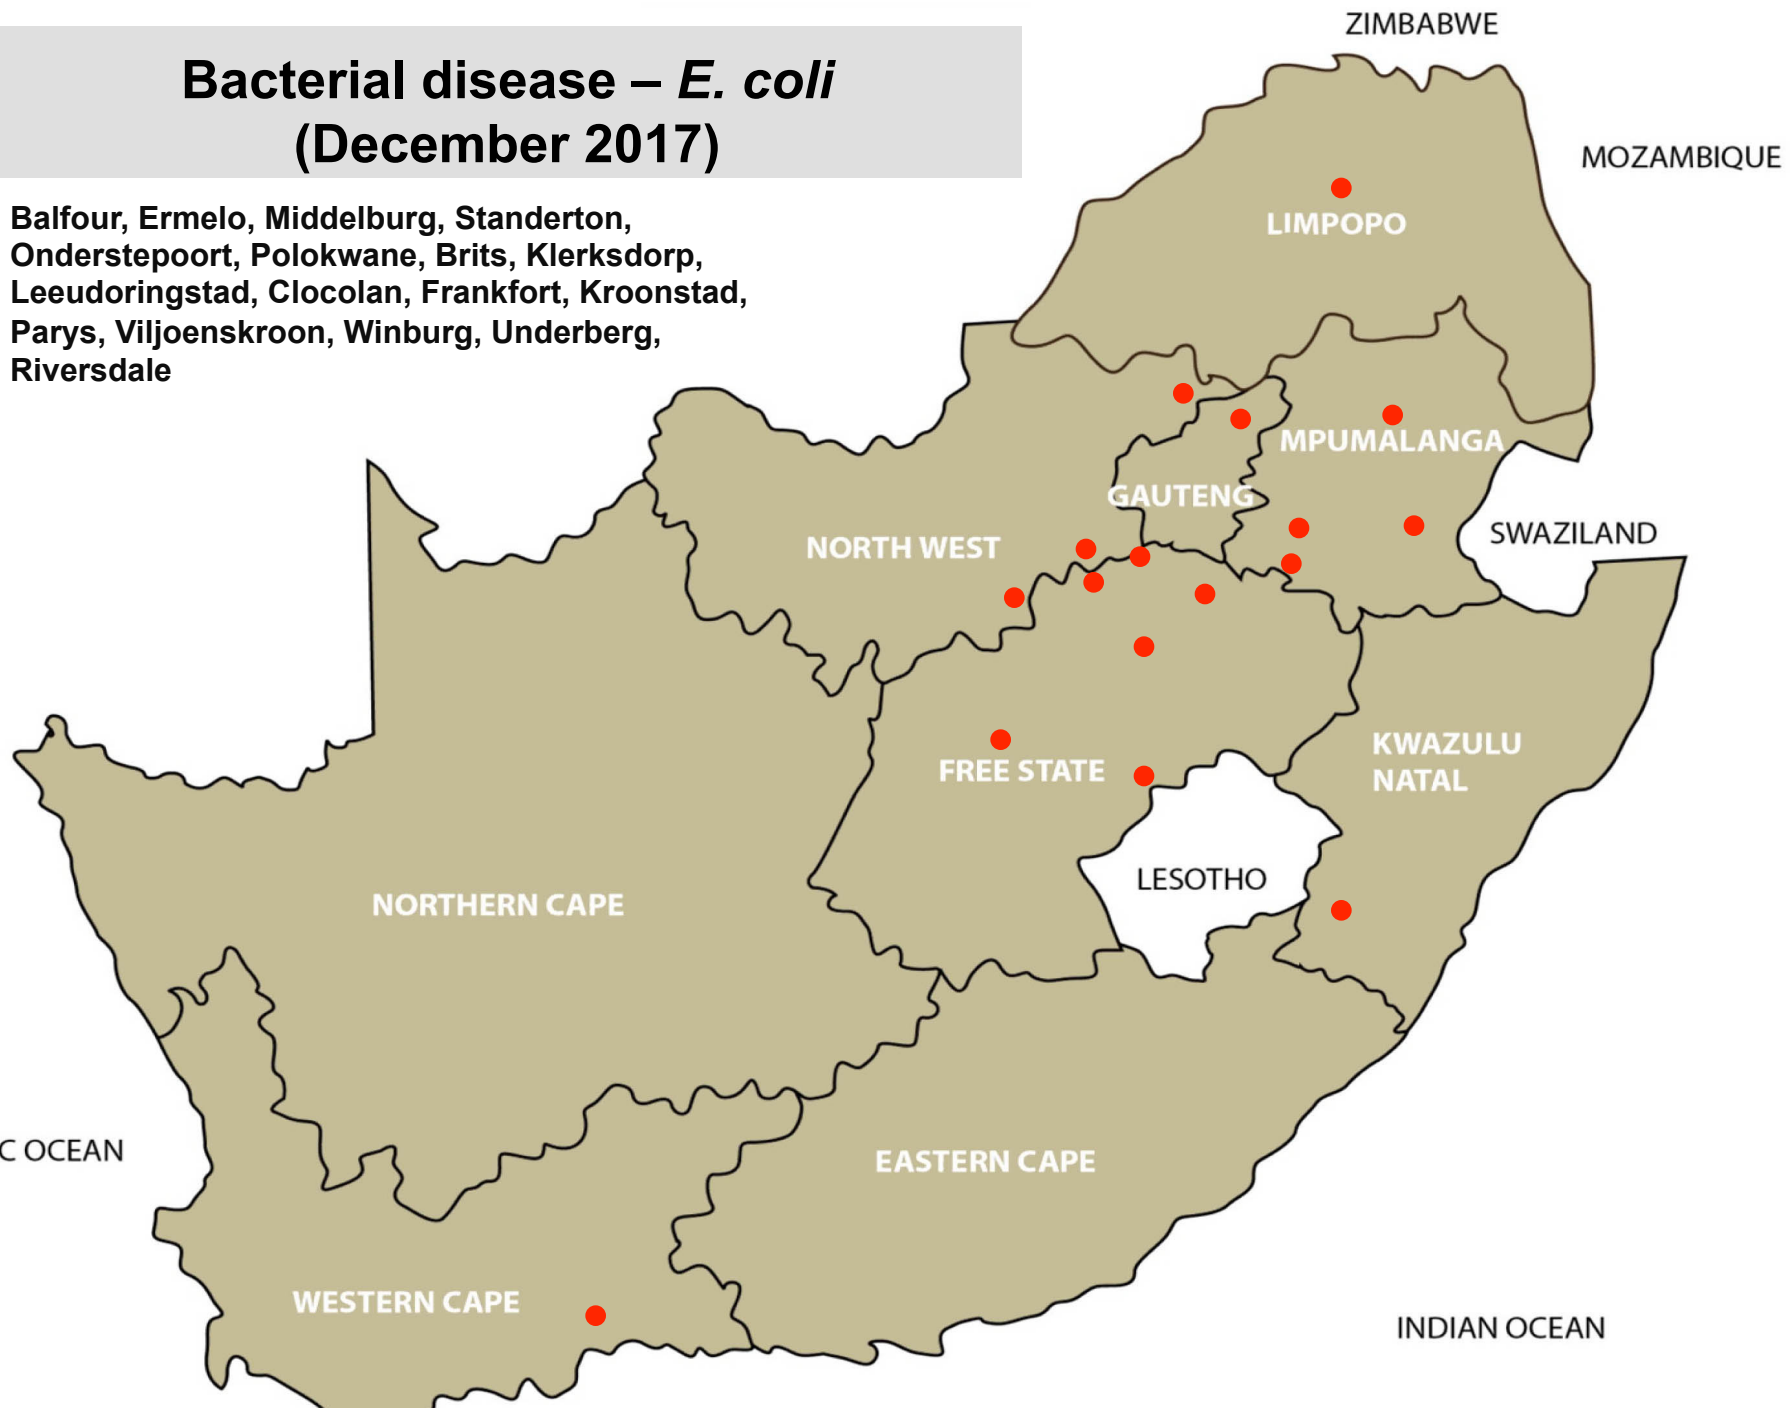 ZIMBABWE
Bacterial disease – E. coli
(December 2017)
MOZAMBIQUE
Balfour, Ermelo, Middelburg, Standerton,
Onderstepoort, Polokwane, Brits, Klerksdorp,
Leeudoringstad, Clocolan, Frankfort, Kroonstad,
Parys, Viljoenskroon, Winburg, Underberg,
Riversdale
LIMPOPO
MPUMALANGA
GAUTENG
NORTH WEST
SWAZILAND
KWAZULU
NATAL
FREE STATE
LESOTHO
NORTHERN CAPE
C OCEAN
EASTERN CAPE
WESTERN CAPE
INDIAN OCEAN